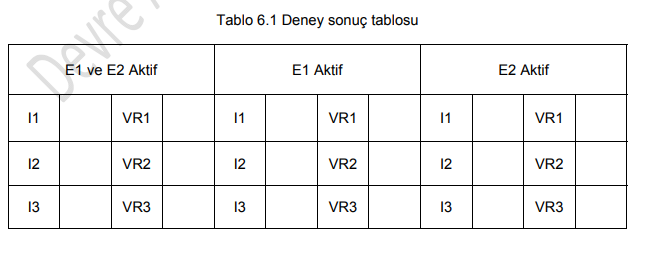 Tablo 6.1 Deney sonuç tablosu
Devre
E1 ve E2 Aktif E1 Aktif E2 Aktif
I1 VR1 I1 VR1 I1 VR1
I2 VR2 I2 VR2 I2 VR2
I3 VR3 I3 VR3 I3 VR3